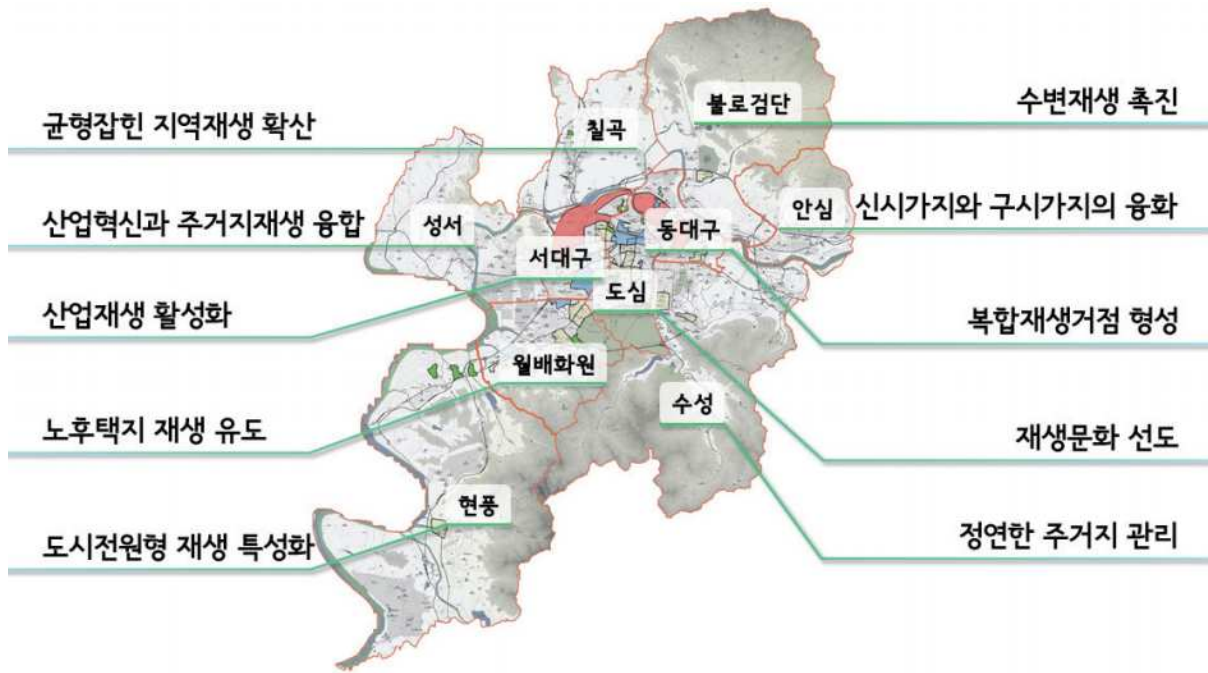 균형잡힌 지역재생 확산
칠곡
불로검단
수변재생 촉진
산업혁신과 주거지재생 융합
성서
서대구
동대구
안심
신시가지와 구시가지의 융화
산업재생 활성화
도심
복합재생거점 형성
노후택지 재생 유도
월배화원
수성
재생문화 선도
도시전원형 재생 특성화
현풍
정연한 주거지 관리